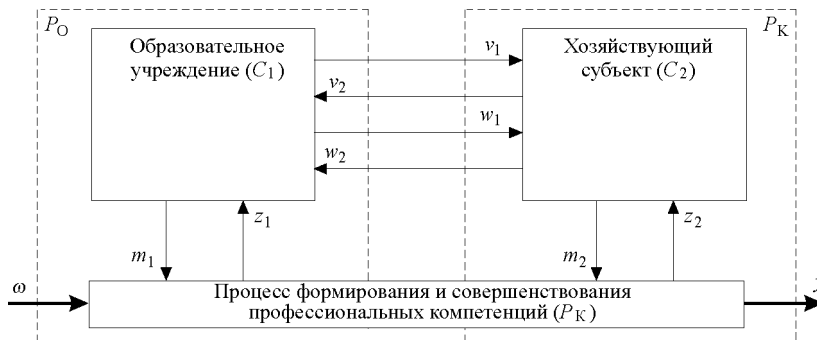 P_О
P_К
Образовательное
учреждение (C_1)
Хозяйствующий
субъект (C_2)
v_1
v_2
w_1
w_2
m_1
z_1
m_2
z_2
ω
Процесс формирования и совершенствования
профессиональных компетенций (P_К)